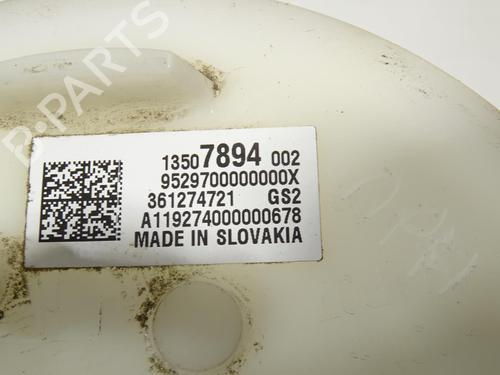 B-PARTS
13507894 002
9529700000000X
361274721 GS2
A119274000000678
MADE IN SLOVAKIA